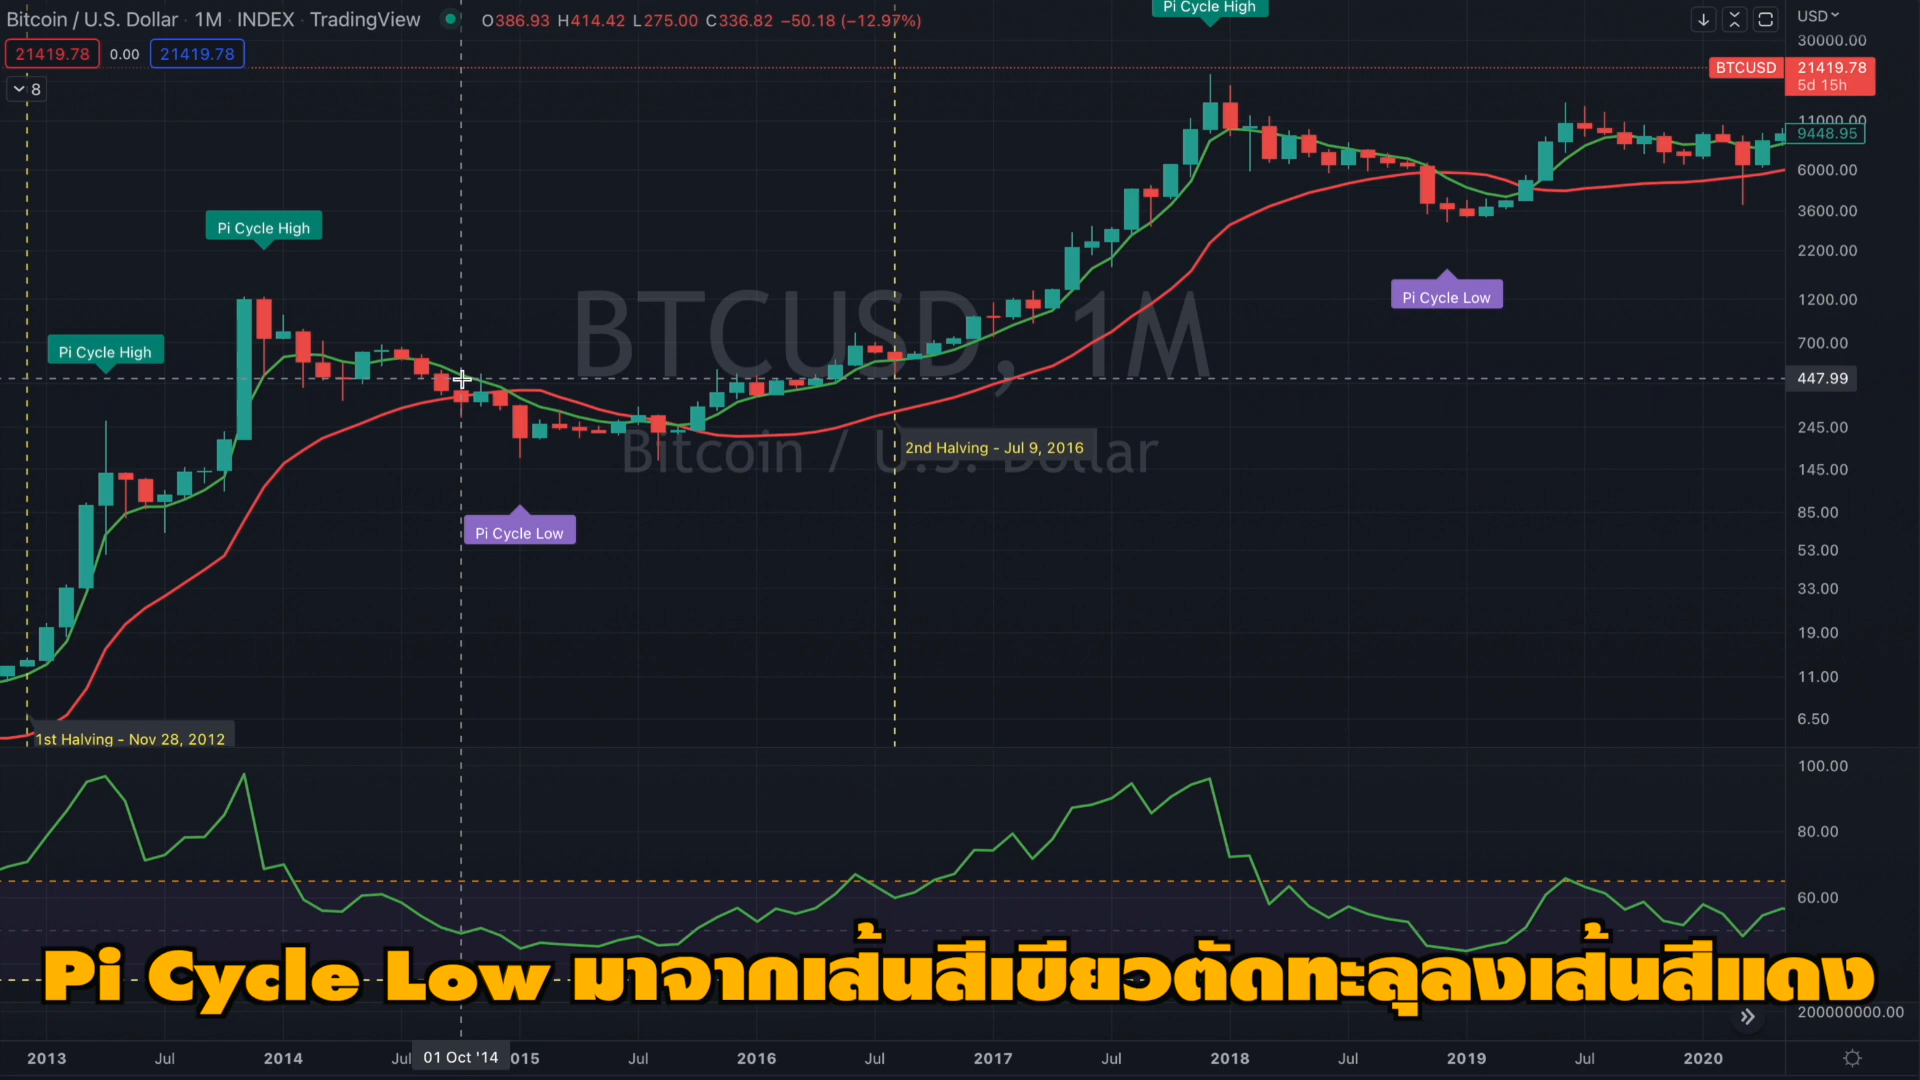 Bitcoin / U.S. Dollar · 1M · INDEX · TradingView O386.93 H414.42 L275.00 C336.82 −50.18 (−12.97%)
21419.78 0.00 21419.78
8
Pi Cycle High
USD
30000.00
BTCUSD 21419.78
5d 15h
11000.00
9448.95
6000.00
3600.00
2200.00
1200.00
700.00
447.99
245.00
145.00
85.00
53.00
33.00
19.00
11.00
6.50
Pi Cycle High
Pi Cycle High
Pi Cycle Low
BTCUSD, 1M
Bitcoin / U.S. Dollar
2nd Halving - Jul 9, 2016
Pi Cycle Low
1st Halving - Nov 28, 2012
100.00
80.00
60.00
Pi Cycle Low มาจากเส้นสีเขียวตัดทะลุลงเส้นสีแดง
200000000.00
2013 Jul 2014 Jul 01 Oct '14 015 Jul 2016 Jul 2017 Jul 2018 Jul 2019 Jul 2020